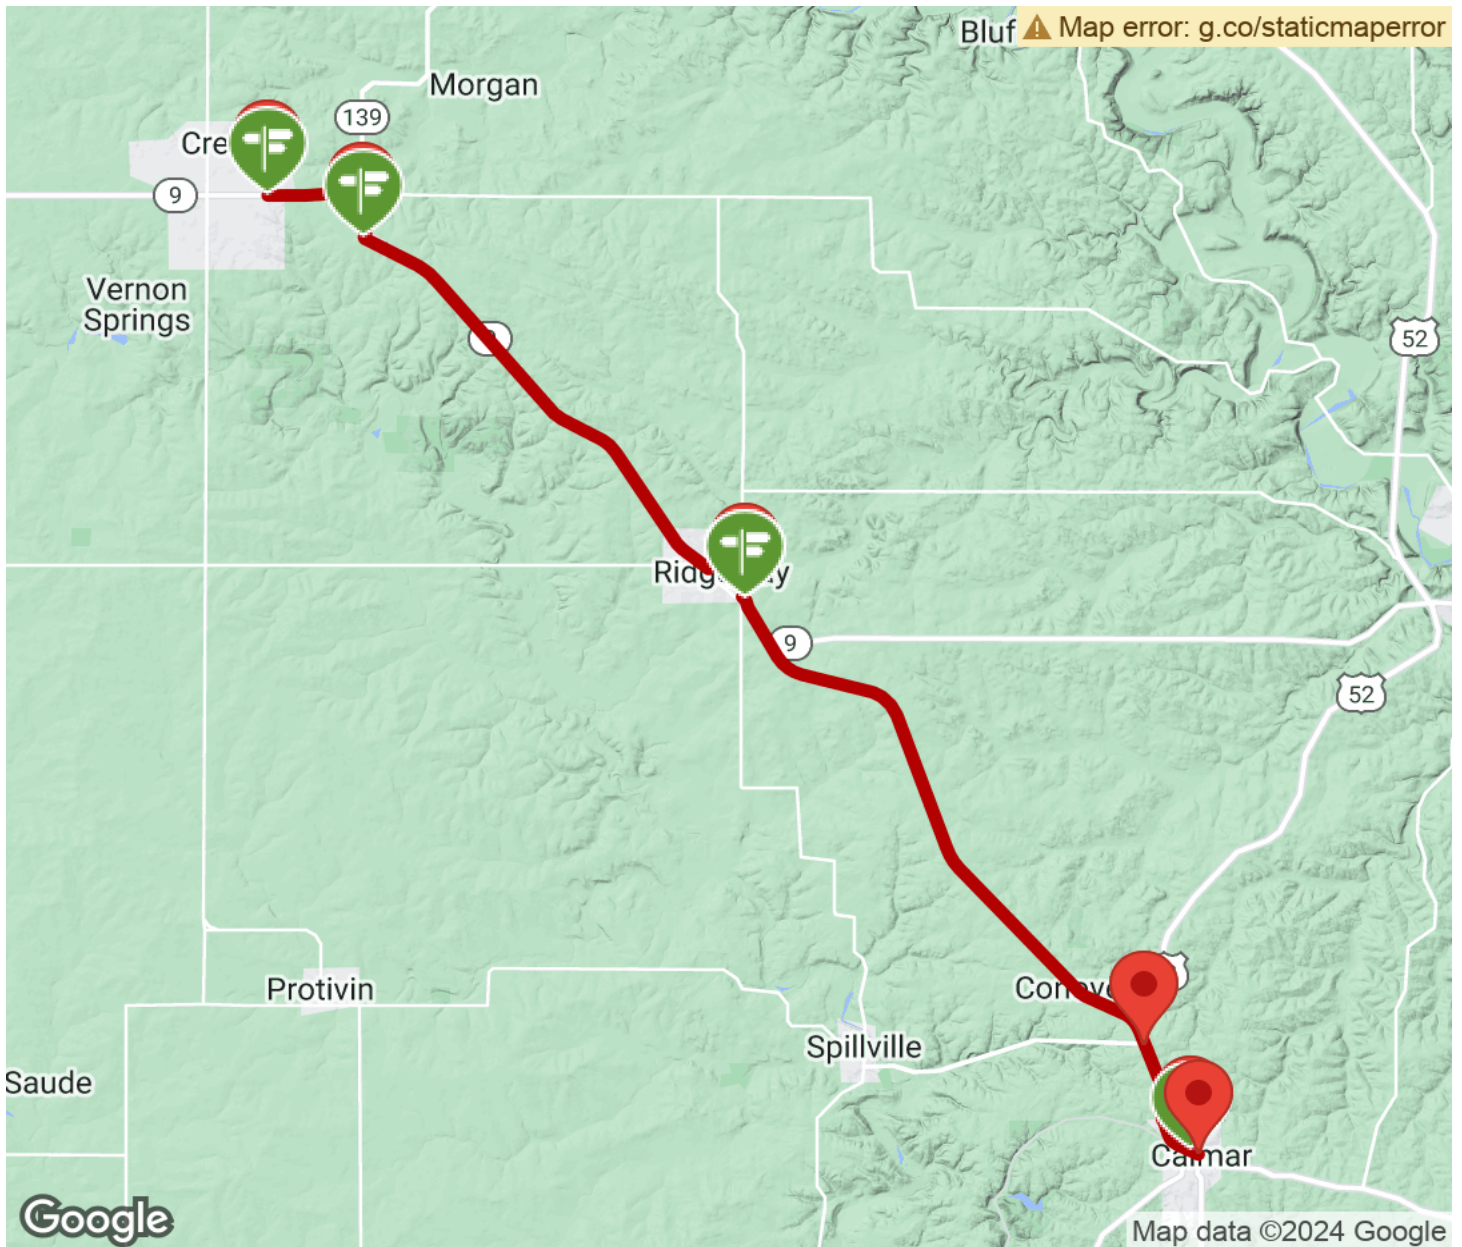 Bluf
Map error: g.co/staticmaperror
Morgan
139
Cre
9
Vernon
Springs
52
9
52
Protivin
Spillville
Saude
Calmar
Google
Map data ©2024 Google